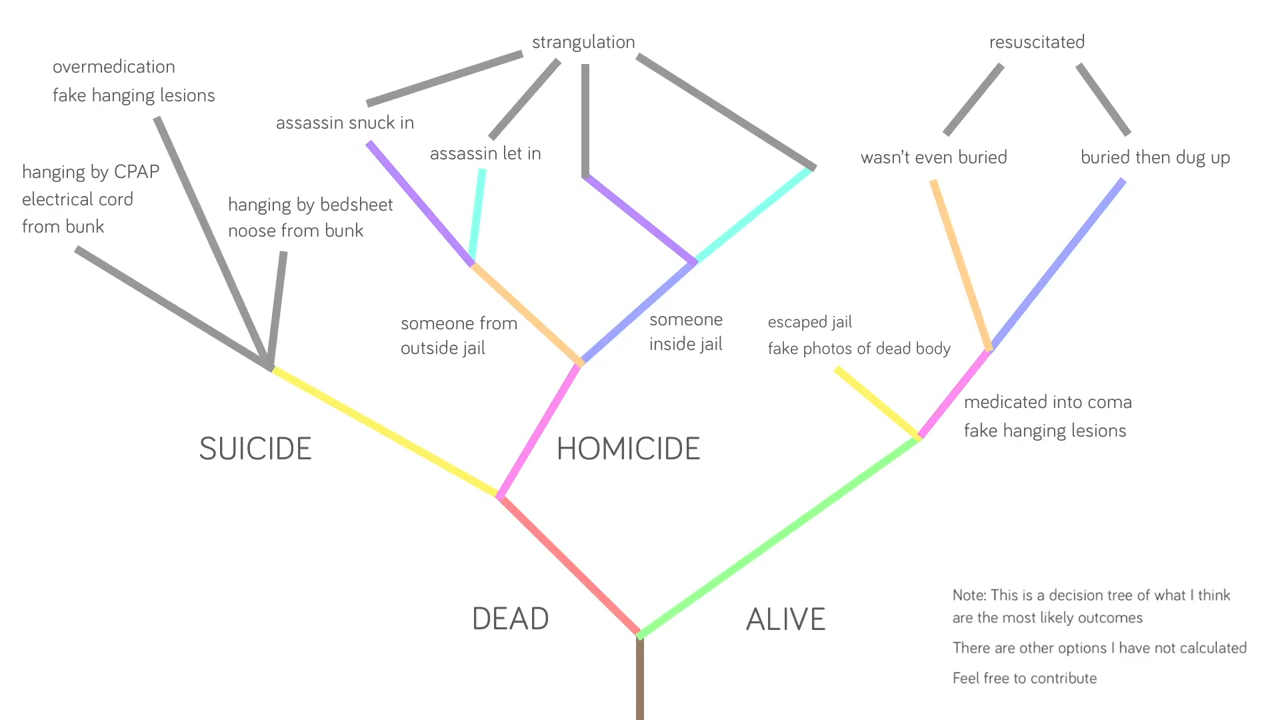 strangulation
resuscitated
overmedication
fake hanging lesions
assassin snuck in
assassin let in
wasn't even buried
buried then dug up
hanging by CPAP
electrical cord
from bunk
hanging by bedsheet
noose from bunk
someone from
outside jail
someone
inside jail
escaped jail
fake photos of dead body
medicated into coma
fake hanging lesions
SUICIDE
HOMICIDE
DEAD
ALIVE
Note: This is a decision tree of what I think
are the most likely outcomes
There are other options I have not calculated
Feel free to contribute